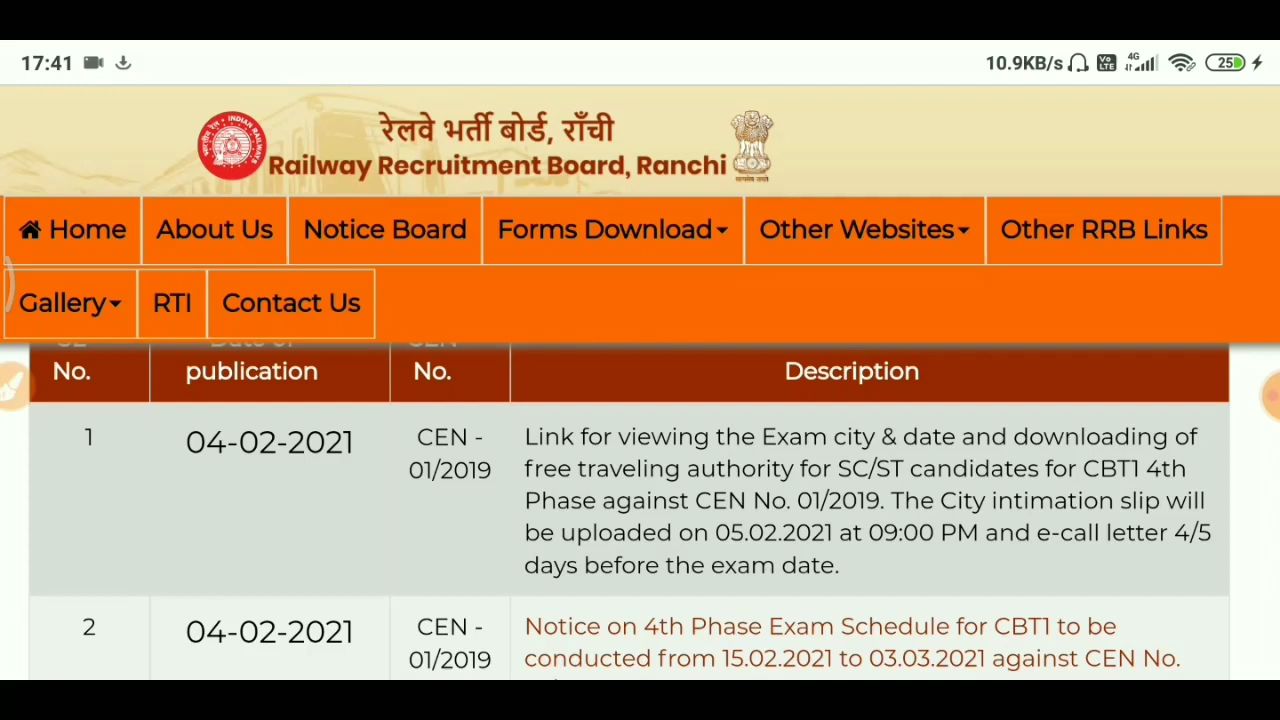 17:41 10.9KB/s Vo LTE 4G 25
रेलवे भर्ती बोर्ड, राँची
Railway Recruitment Board, Ranchi
Home About Us Notice Board Forms Download Other Websites Other RRB Links
Gallery RTI Contact Us
No. publication No. Description
1 04-02-2021 CEN - Link for viewing the Exam city & date and downloading of
01/2019 free traveling authority for SC/ST candidates for CBT1 4th
Phase against CEN No. 01/2019. The City intimation slip will
be uploaded on 05.02.2021 at 09:00 PM and e-call letter 4/5
days before the exam date.
2 04-02-2021 CEN - Notice on 4th Phase Exam Schedule for CBT1 to be
01/2019 conducted from 15.02.2021 to 03.03.2021 against CEN No.